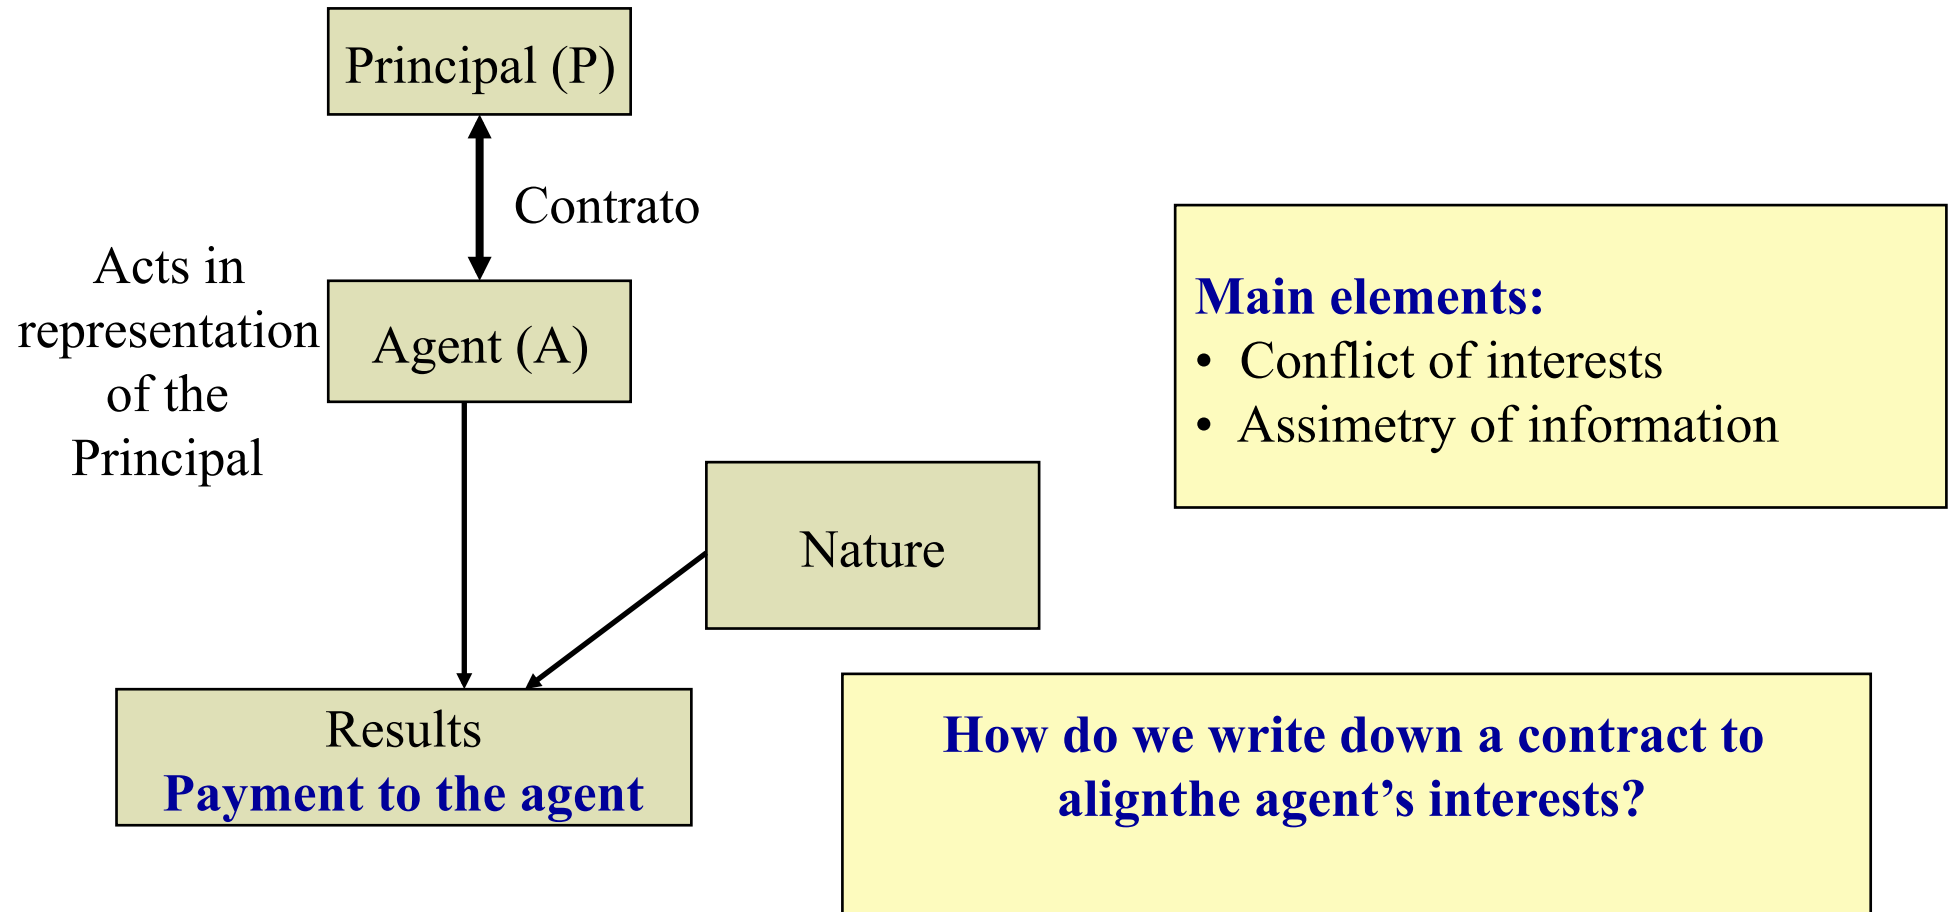 Principal (P)
Contrato
Acts in
representation
of the
Principal
Agent (A)
Main elements:
• Conflict of interests
• Assimetry of information
Nature
Results
Payment to the agent
How do we write down a contract to
alignthe agent’s interests?